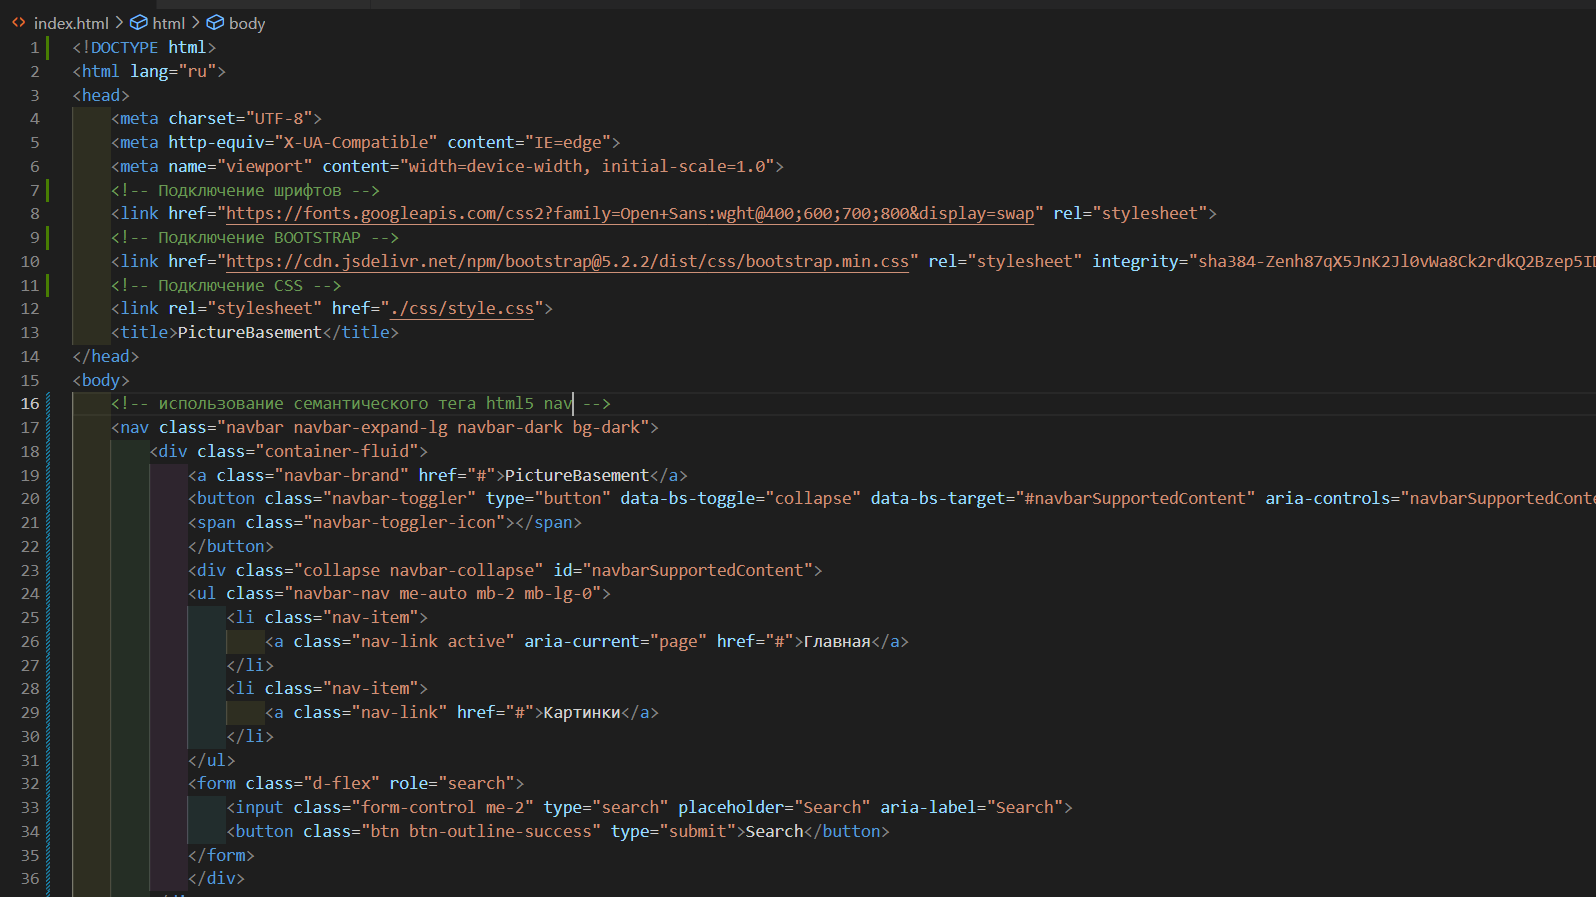 index.html > html > body
1 <!DOCTYPE html>
2 <html lang="ru">
3 <head>
4 <meta charset="UTF-8">
5 <meta http-equiv="X-UA-Compatible" content="IE=edge">
6 <meta name="viewport" content="width=device-width, initial-scale=1.0">
7 <!-- Подключение шрифтов -->
8 <link href="https://fonts.googleapis.com/css2?family=Open+Sans:wght@400;600;700;800&display=swap" rel="stylesheet">
9 <!-- Подключение BOOTSTRAP -->
10 <link href="https://cdn.jsdelivr.net/npm/bootstrap@5.2.2/dist/css/bootstrap.min.css" rel="stylesheet" integrity="sha384-Zenh87qX5JnK2Jl0vWa8Ck2rdkQ2Bzep5I
11 <!-- Подключение CSS -->
12 <link rel="stylesheet" href="./css/style.css">
13 <title>PictureBasement</title>
14 </head>
15 <body>
16 <!-- использование семантического тега html5 nav -->
17 <nav class="navbar navbar-expand-lg navbar-dark bg-dark">
18 <div class="container-fluid">
19 <a class="navbar-brand" href="#">PictureBasement</a>
20 <button class="navbar-toggler" type="button" data-bs-toggle="collapse" data-bs-target="#navbarSupportedContent" aria-controls="navbarSupportedConte
21 <span class="navbar-toggler-icon"></span>
22 </button>
23 <div class="collapse navbar-collapse" id="navbarSupportedContent">
24 <ul class="navbar-nav me-auto mb-2 mb-lg-0">
25 <li class="nav-item">
26 <a class="nav-link active" aria-current="page" href="#">Главная</a>
27 </li>
28 <li class="nav-item">
29 <a class="nav-link" href="#">Картинки</a>
30 </li>
31 </ul>
32 <form class="d-flex" role="search">
33 <input class="form-control me-2" type="search" placeholder="Search" aria-label="Search">
34 <button class="btn btn-outline-success" type="submit">Search</button>
35 </form>
36 </div>